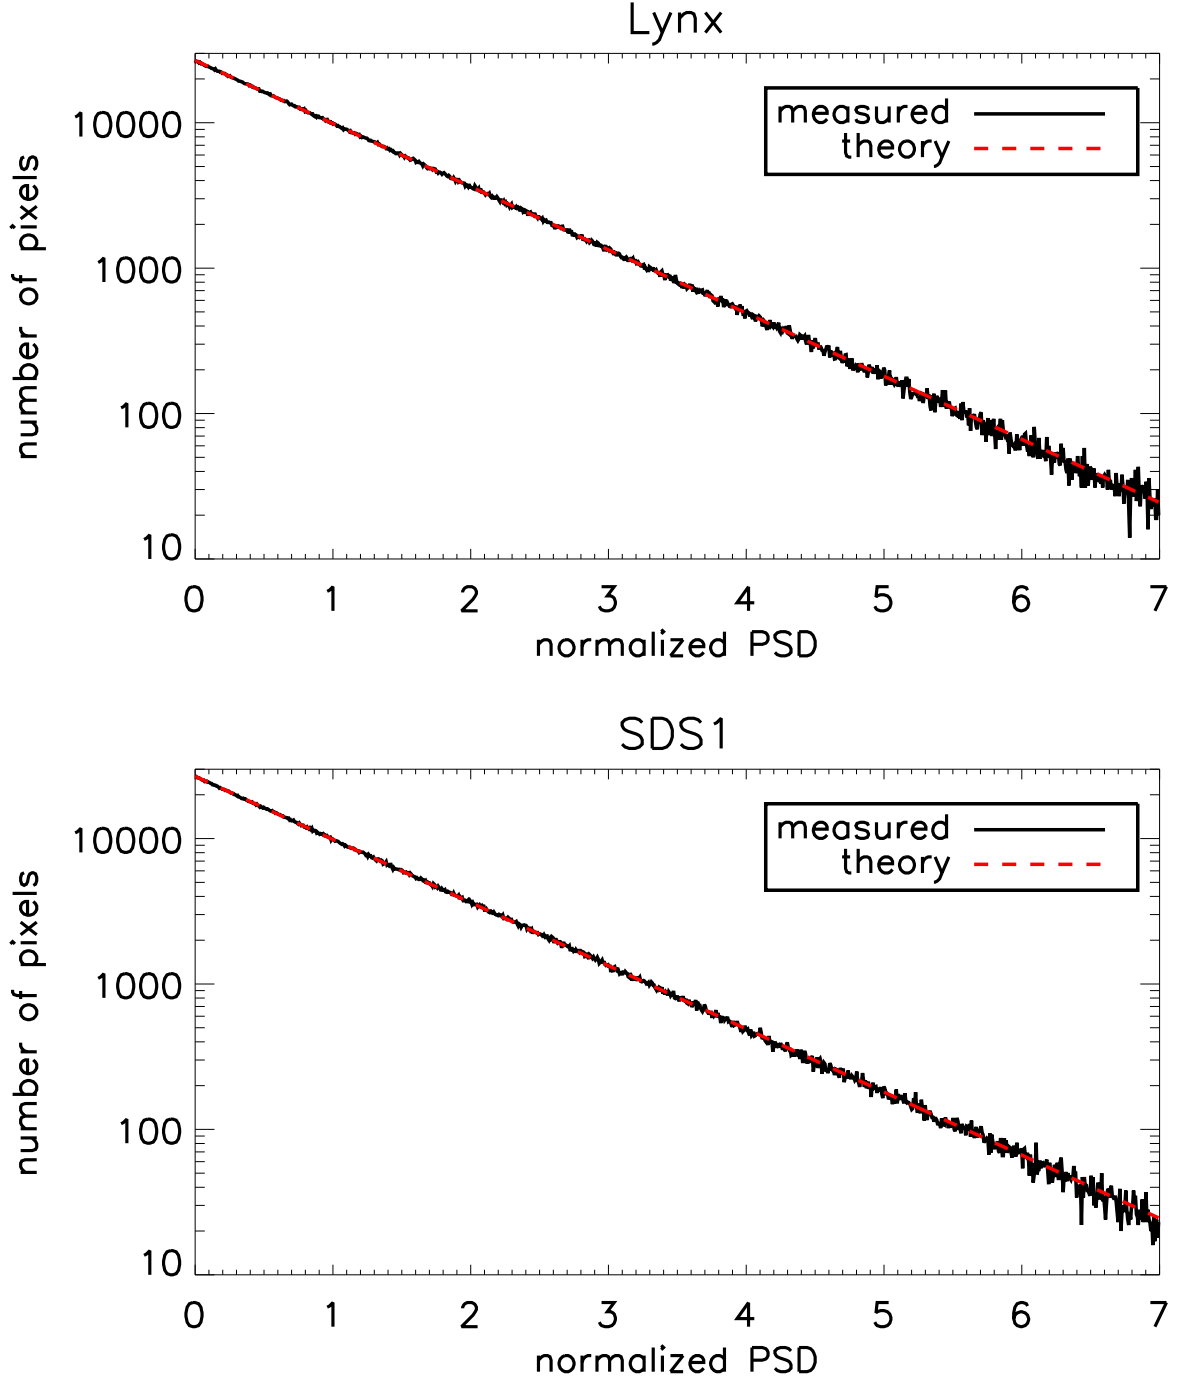 Lynx
measured
theory
10000
1000
100
10
number of pixels
0 1 2 3 4 5 6 7
normalized PSD
SDS1
measured
theory
10000
1000
100
10
number of pixels
0 1 2 3 4 5 6 7
normalized PSD